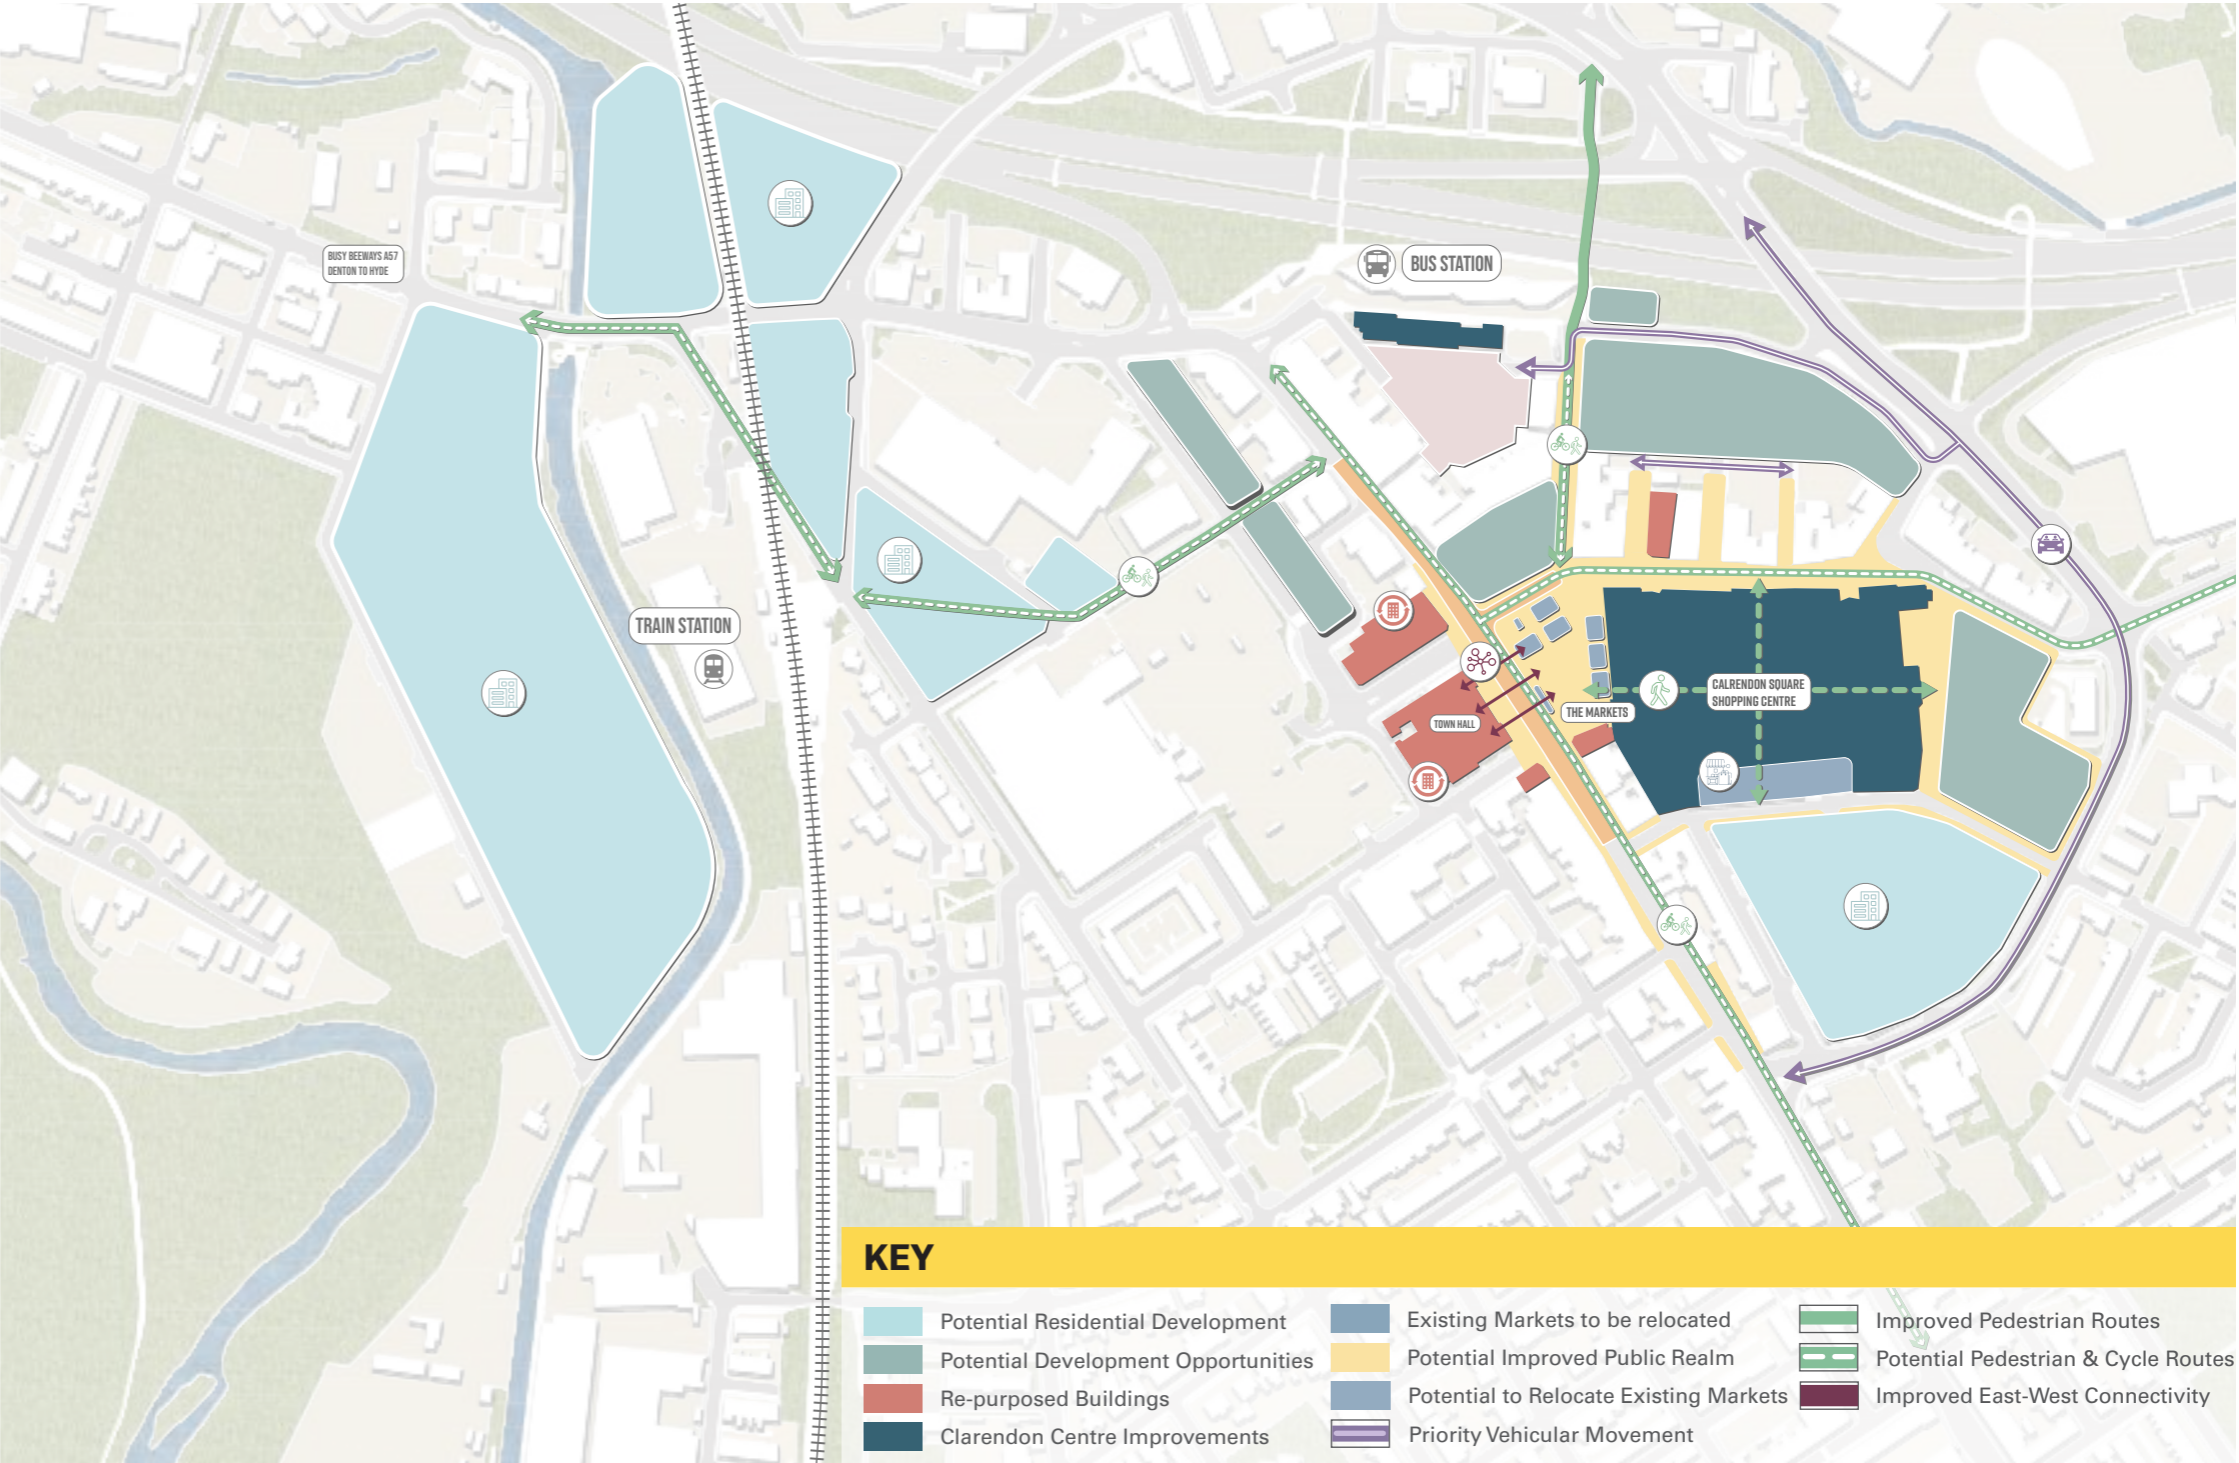 BUSY BEEWAYS A57
DENTON TO HYDE
BUS STATION
TRAIN STATION
CALRENDON SQUARE
SHOPPING CENTRE
THE MARKETS
TOWN HALL
KEY
Potential Residential Development
Potential Development Opportunities
Re-purposed Buildings
Clarendon Centre Improvements
Existing Markets to be relocated
Potential Improved Public Realm
Potential to Relocate Existing Markets
Priority Vehicular Movement
Improved Pedestrian Routes
Potential Pedestrian & Cycle Routes
Improved East-West Connectivity